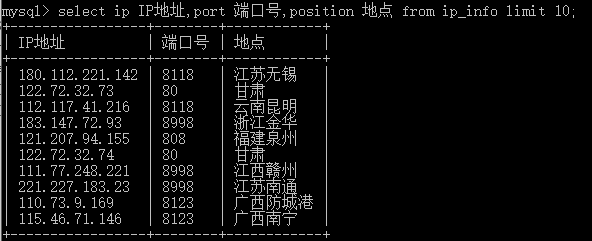 mysql> select ip IP地址,port 端口号,position 地点 from ip_info limit 10;
+-----------------+--------+------------+
| IP地址 | 端口号 | 地点 |
+-----------------+--------+------------+
| 180.112.221.142 | 8118 | 江苏无锡
| 122.72.32.73 | 80 | 甘肃
| 112.117.41.216 | 8118 | 云南昆明
| 183.147.72.93 | 8998 | 浙江金华
| 121.207.94.155 | 808 | 福建泉州
| 122.72.32.74 | 80 | 甘肃
| 111.77.248.221 | 8998 | 江西赣州
| 221.227.183.23 | 8998 | 江苏南通
| 110.73.9.169 | 8123 | 广西防城港
| 115.46.71.146 | 8123 | 广西南宁
+-----------------+--------+------------+